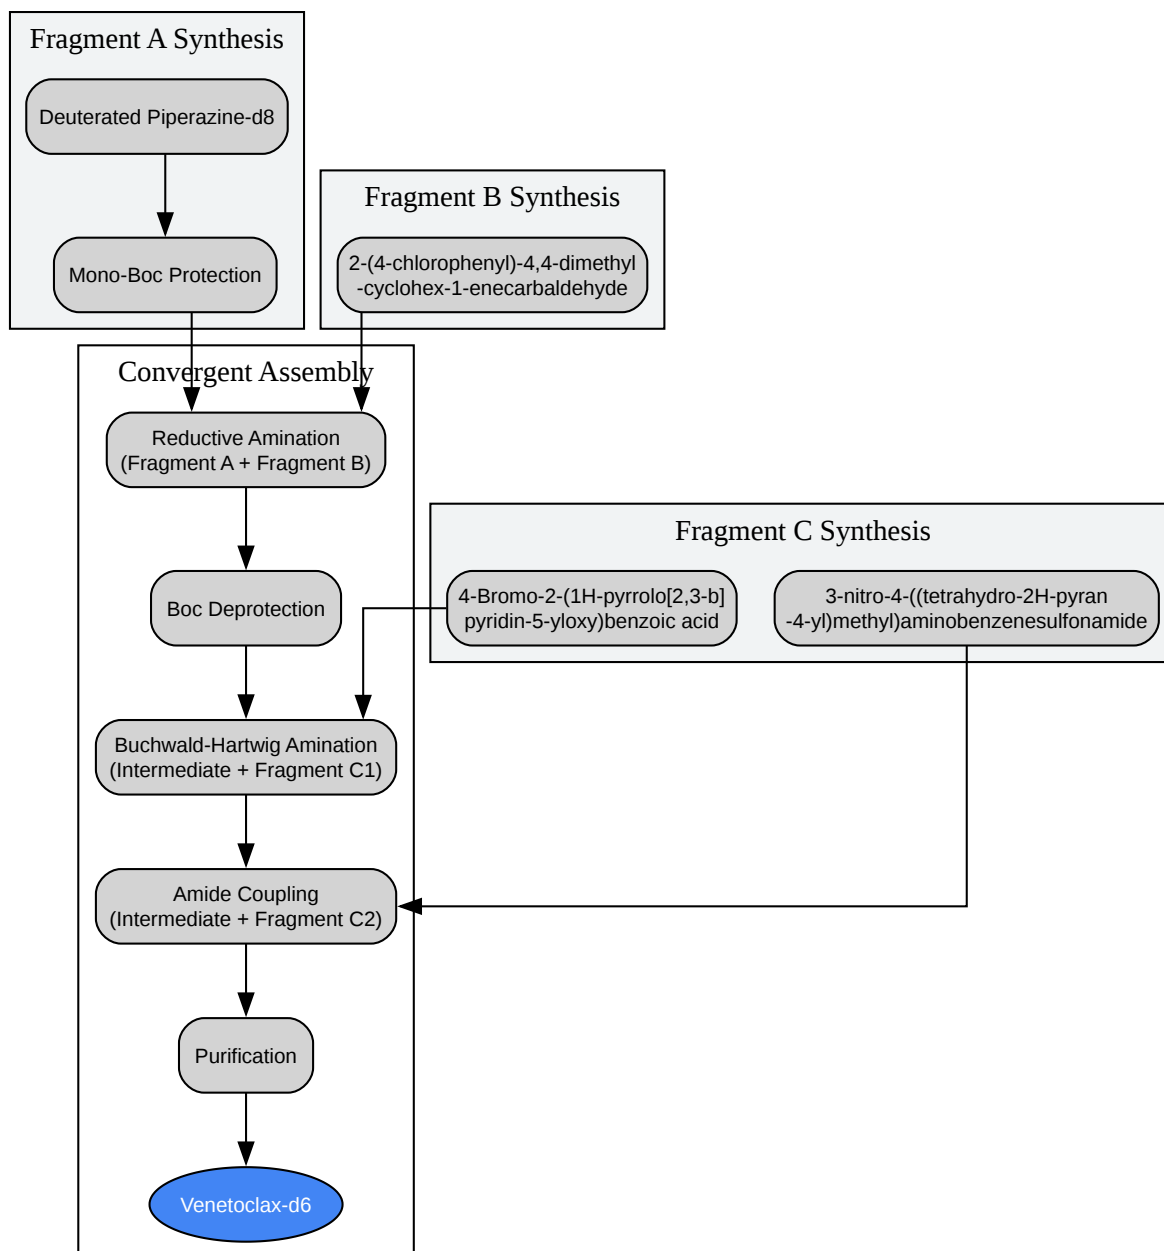 Fragment A Synthesis
Deuterated Piperazine-d8
Mono-Boc Protection
Fragment B Synthesis
2-(4-chlorophenyl)-4,4-dimethyl
-cyclohex-1-enecarbaldehyde
Convergent Assembly
Reductive Amination
(Fragment A + Fragment B)
Boc Deprotection
Fragment C Synthesis
4-Bromo-2-(1H-pyrrolo[2,3-b]
pyridin-5-yloxy)benzoic acid
3-nitro-4-((tetrahydro-2H-pyran
-4-yl)methyl)aminobenzenesulfonamide
Buchwald-Hartwig Amination
(Intermediate + Fragment C1)
Amide Coupling
(Intermediate + Fragment C2)
Purification
Venetoclax-d6